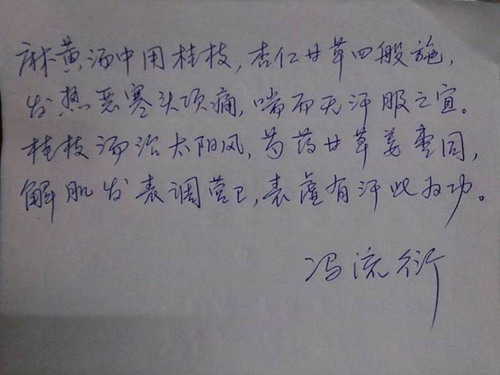 麻黄汤中用桂枝，杏仁甘草四般施，
发热恶寒头项痛，喘而无汗服之宜。
桂枝汤治太阳风，芍药甘草姜枣同，
解肌发表调营卫，表虚有汗此为功。
冯流衍